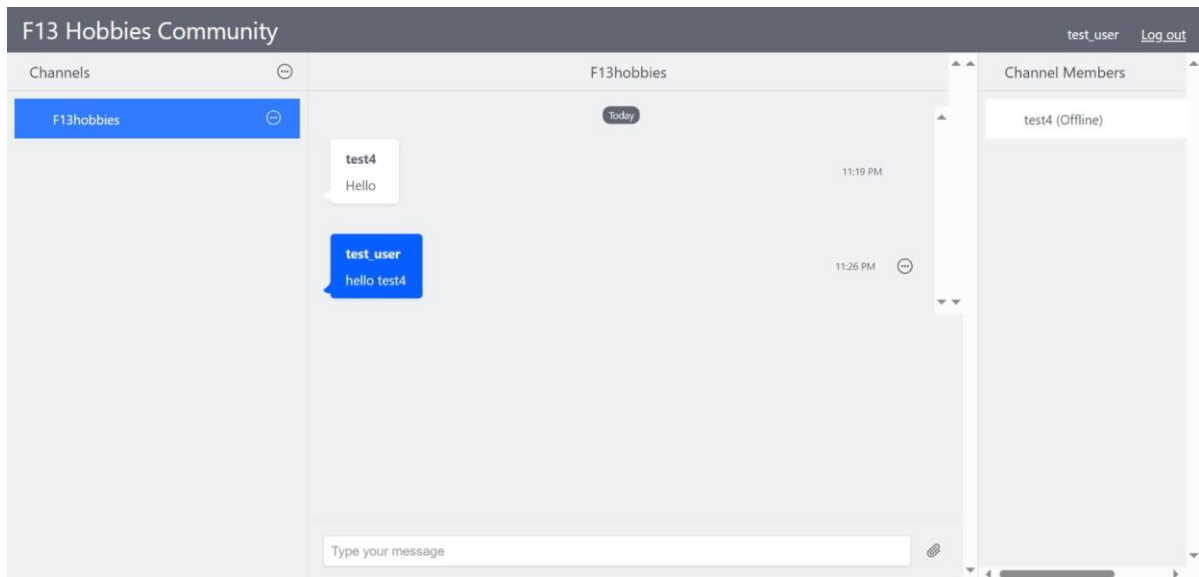 F13 Hobbies Community
test_user Log out
Channels
F13hobbies
Channel Members
F13hobbies
Today
test4 (Offline)
test4
Hello
11:19 PM
test_user
hello test4
11:26 PM
Type your message